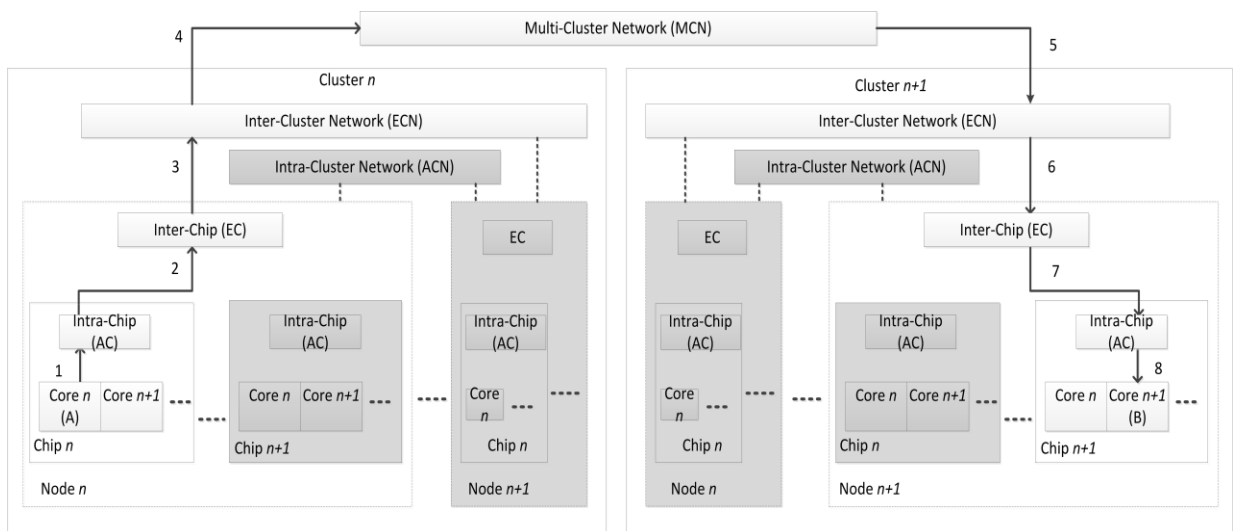 Multi-Cluster Network (MCN)
4
5
Cluster n
Cluster n+1
Inter-Cluster Network (ECN)
Inter-Cluster Network (ECN)
3
Intra-Cluster Network (ACN)
Intra-Cluster Network (ACN)
6
Inter-Chip (EC)
EC
EC
Inter-Chip (EC)
2
7
Intra-Chip
(AC)
Intra-Chip
(AC)
Intra-Chip
(AC)
Intra-Chip
(AC)
Intra-Chip
(AC)
Intra-Chip
(AC)
1
8
Core n
(A)
Core n+1
Core n
Core n+1
Core
n
Core
n
Core n
Core n+1
Core n
Core n+1
(B)
Chip n
Chip n+1
Chip n
Chip n
Chip n+1
Chip n+1
Node n
Node n+1
Node n
Node n+1